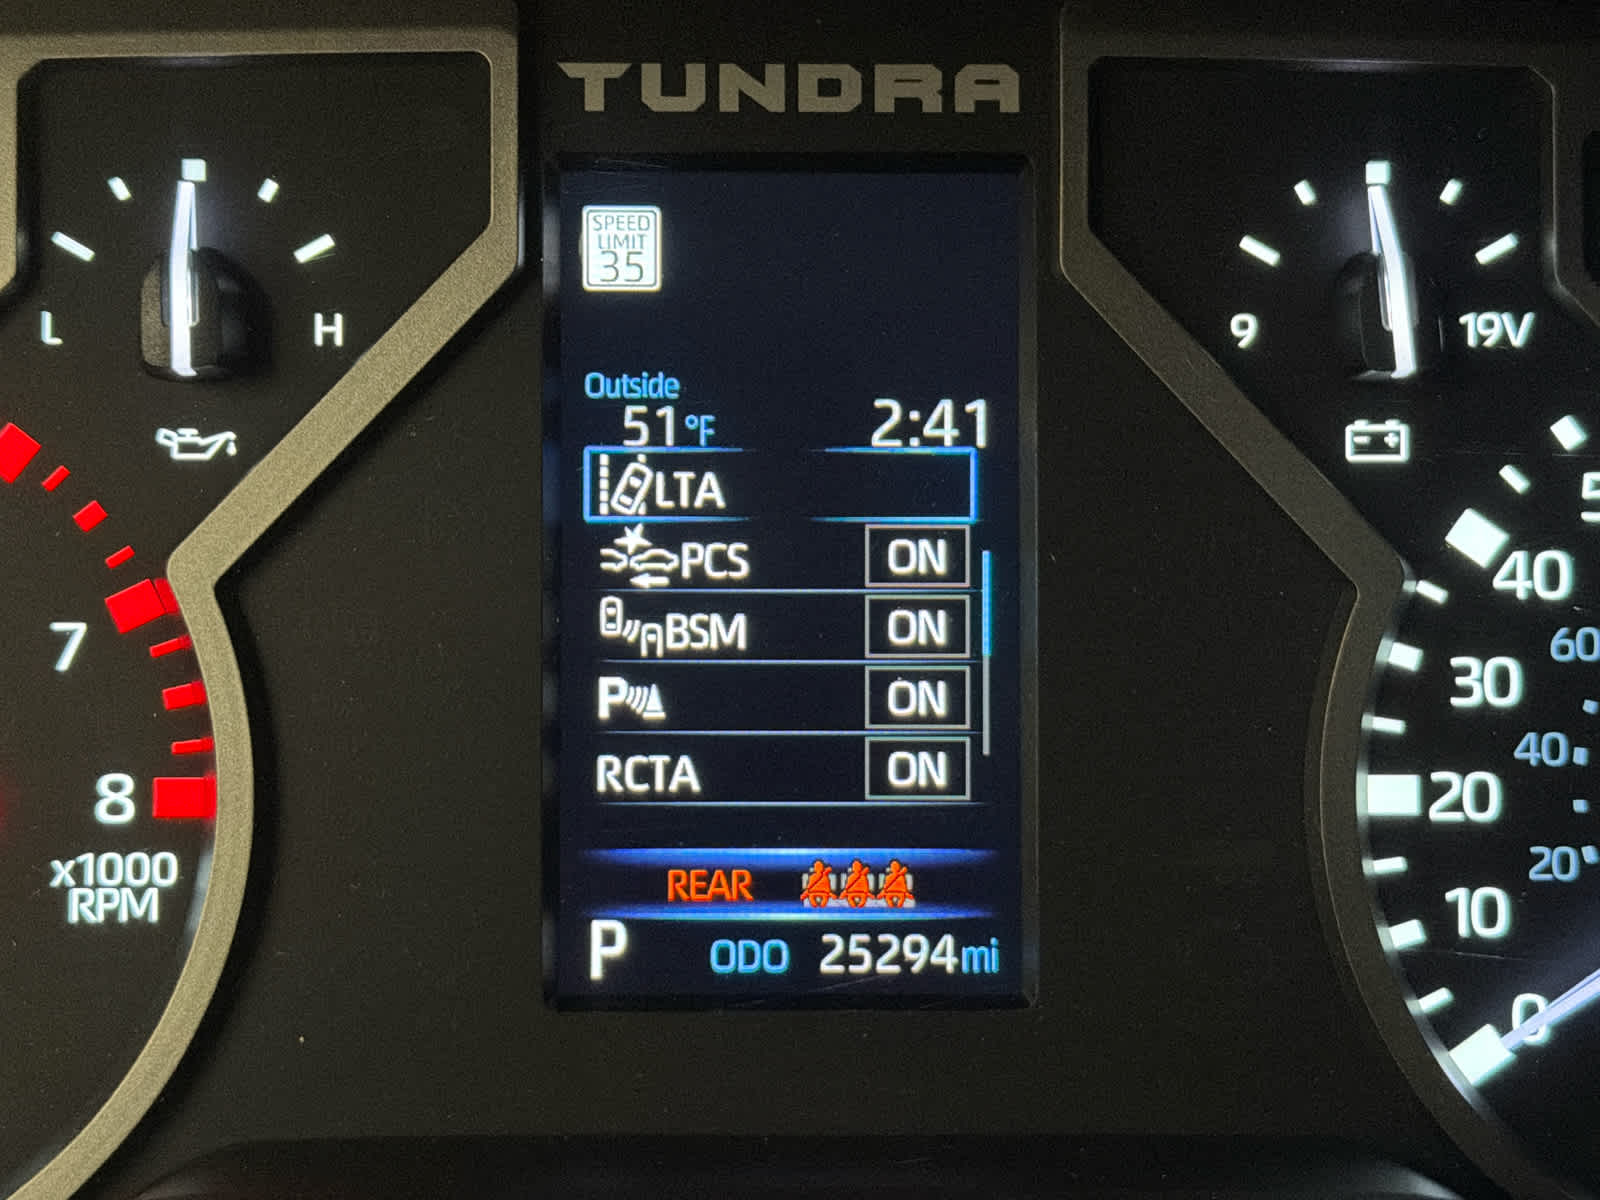 TUNDRA
SPEED
LIMIT
35
L
H
9
19V
Outside
51°F
2:41
LTA
PCS ON
BSM ON
P ON
RCTA ON
REAR
P ODO 25294mi
7
8
x1000
RPM
5
40
30
20
10
0
60
40
20